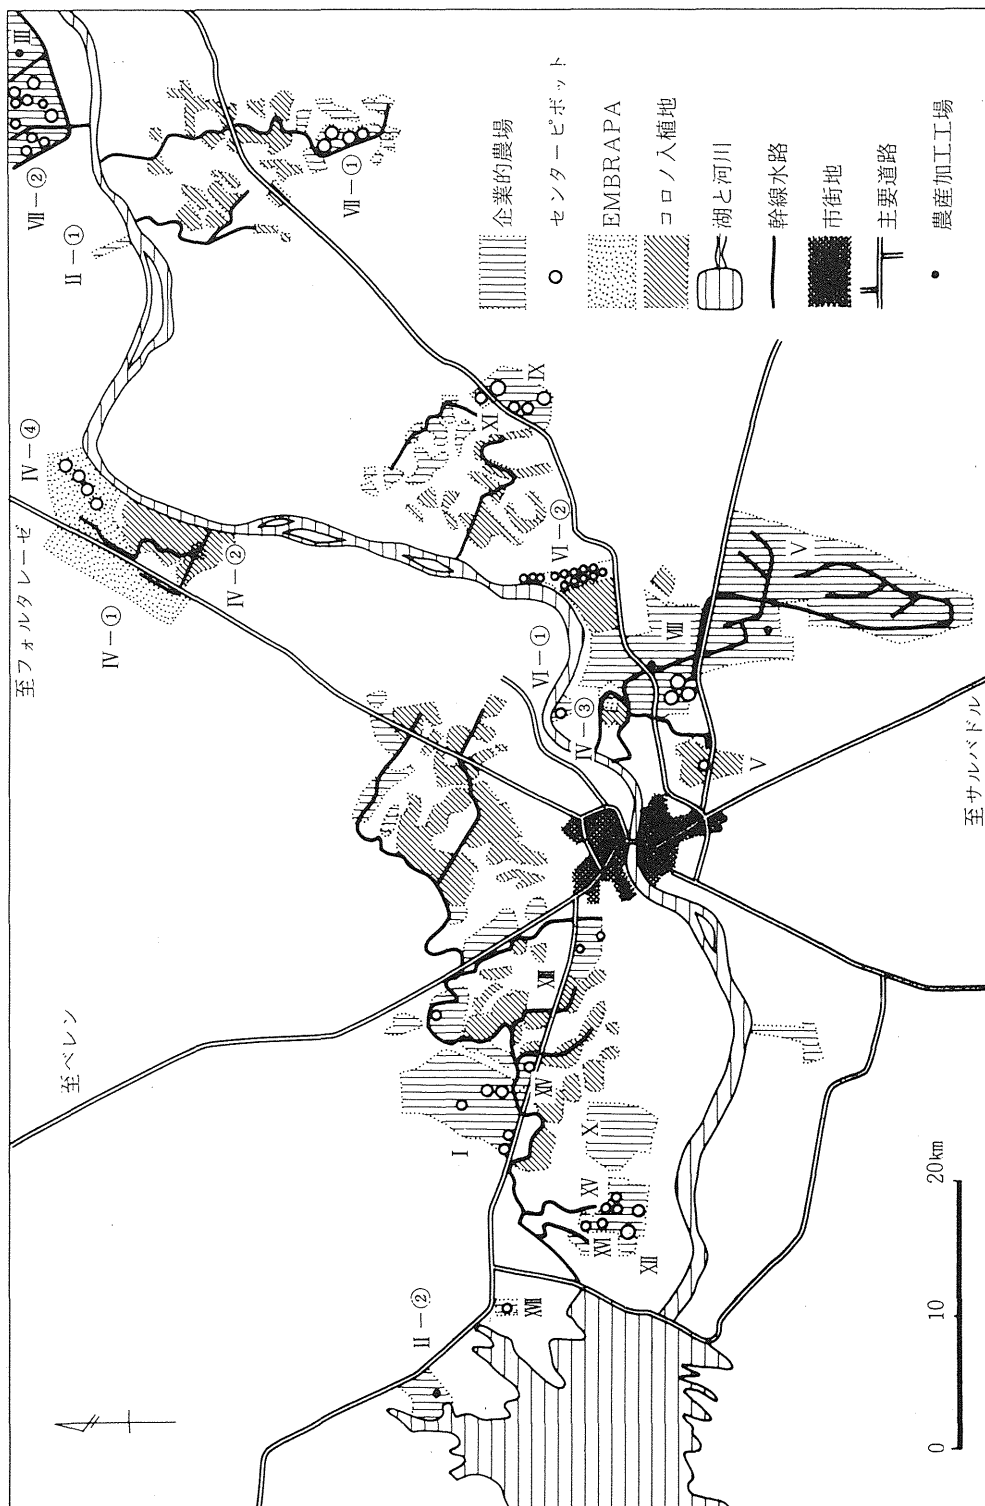 企業的農場
センターピボット
EMBRAPA
コロノ入植地
湖と河川
幹線水路
市街地
主要道路
農産加工工場
至フォルタレーゼ
至ベレン
至サルバドル
I
II-①
II-②
III
IV-①
IV-②
IV-③
IV-④
V
V
VI-①
VI-②
VII-①
VII-②
VIII
IX
X
XI
XII
XIII
XIV
XV
XVI
XVII
0
10
20km